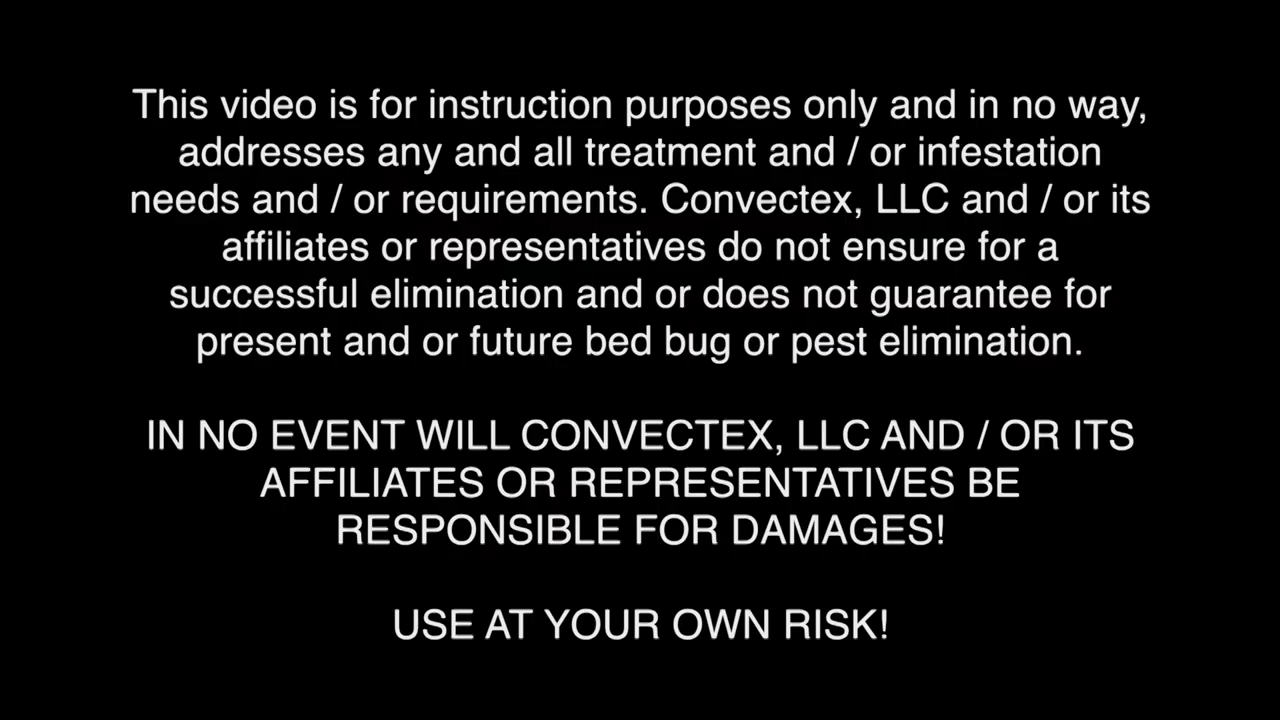 This video is for instruction purposes only and in no way,
addresses any and all treatment and / or infestation
needs and / or requirements. Convectex, LLC and / or its
affiliates or representatives do not ensure for a
successful elimination and or does not guarantee for
present and or future bed bug or pest elimination.
IN NO EVENT WILL CONVECTEX, LLC AND / OR ITS
AFFILIATES OR REPRESENTATIVES BE
RESPONSIBLE FOR DAMAGES!
USE AT YOUR OWN RISK!